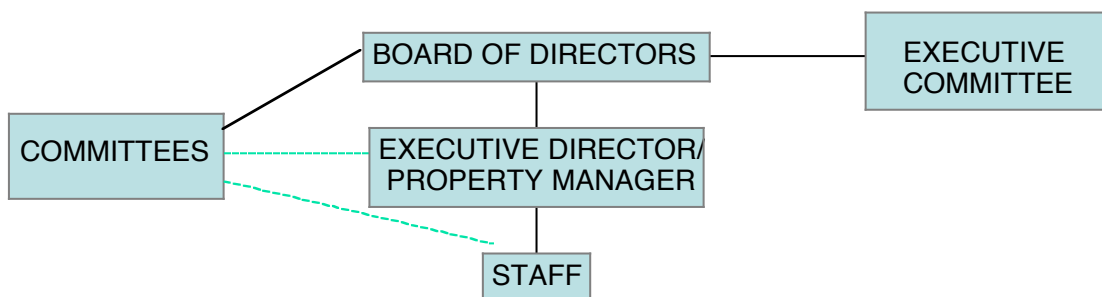 BOARD OF DIRECTORS
EXECUTIVE
COMMITTEE
COMMITTEES
EXECUTIVE DIRECTOR/
PROPERTY MANAGER
STAFF